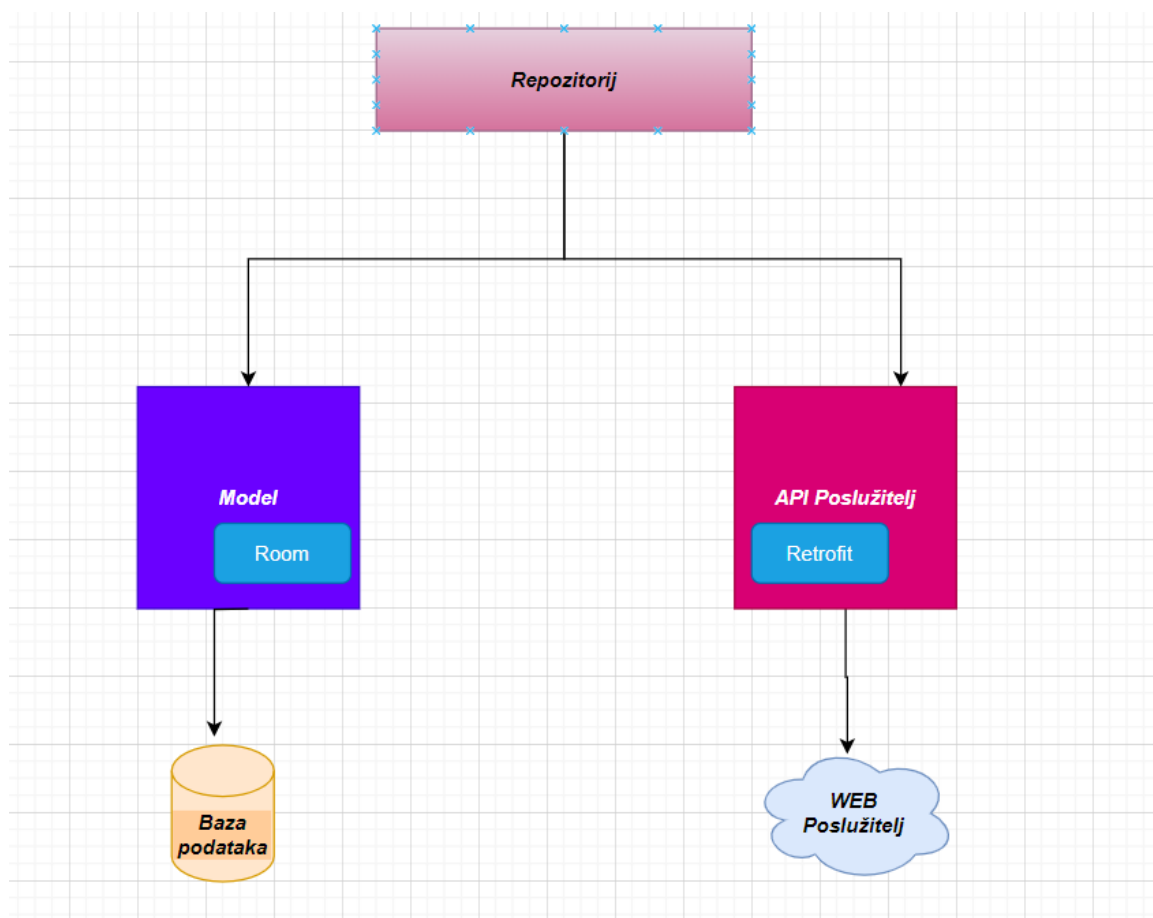 Repozitorij
Model
Room
API Poslužitelj
Retrofit
Baza
podataka
WEB
Poslužitelj